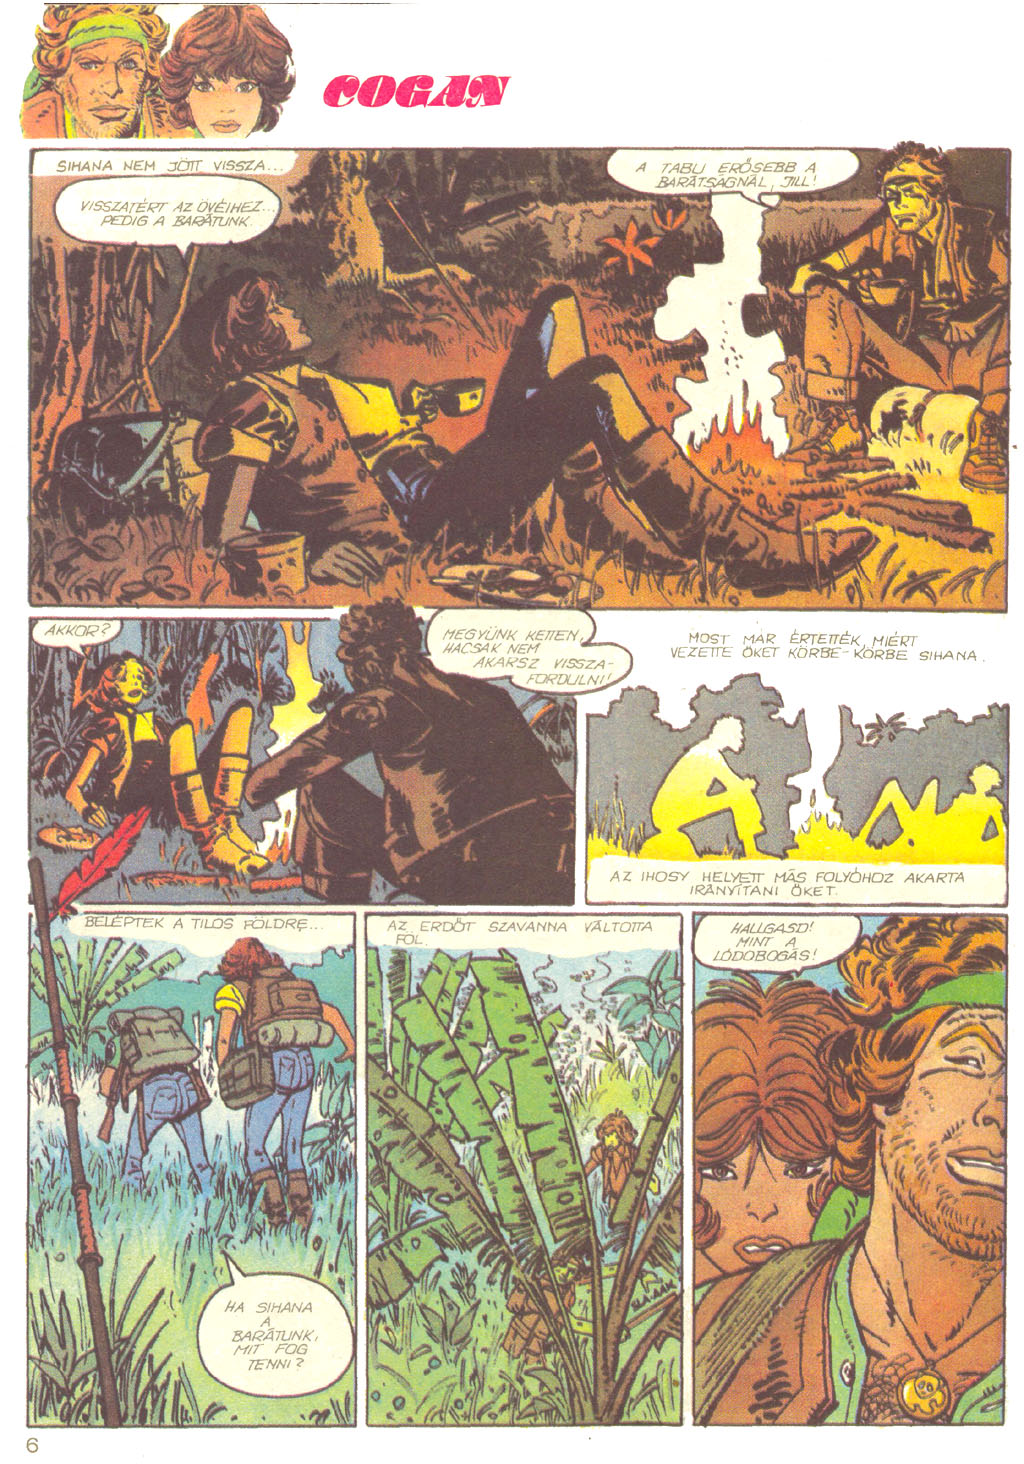 COGAN
SIHANA NEM JÖTT VISSZA...
VISSZATÉRT AZ ÖVÉIHEZ...
PEDIG A BARÁTUNK.
A TABU ERŐSEBB A
BARÁTSÁGNÁL, JILL!
AKKOR?
MEGYÜNK KETTEN,
HACSAK NEM
AKARSZ VISSZA-
FORDULNI!
MOST MÁR ÉRTETTÉK, MIÉRT
VEZETTE ŐKET KÖRBE-KÖRBE SIHANA.
AZ IHOSY HELYETT MÁS FOLYÓHOZ AKARTA
IRÁNYÍTANI ŐKET.
BELÉPTEK A TILOS FÖLDRE...
HA SIHANA
A
BARÁTUNK,
MIT FOG
TENNI?
AZ ERDŐT SZAVANNA VÁLTOTTA
FÖL.
HALLGASD!
MINT A
LÓDOBOGÁS!
6